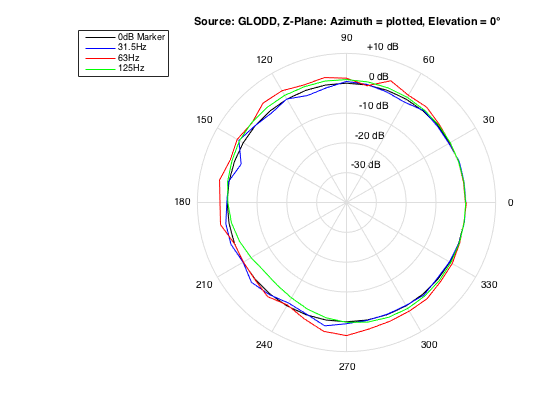 Source: GLODD, Z-Plane: Azimuth = plotted, Elevation = 0°
0dB Marker
31.5Hz
63Hz
125Hz
90
+10 dB
120
60
0 dB
-10 dB
150
30
-20 dB
-30 dB
180
0
210
330
240
300
270